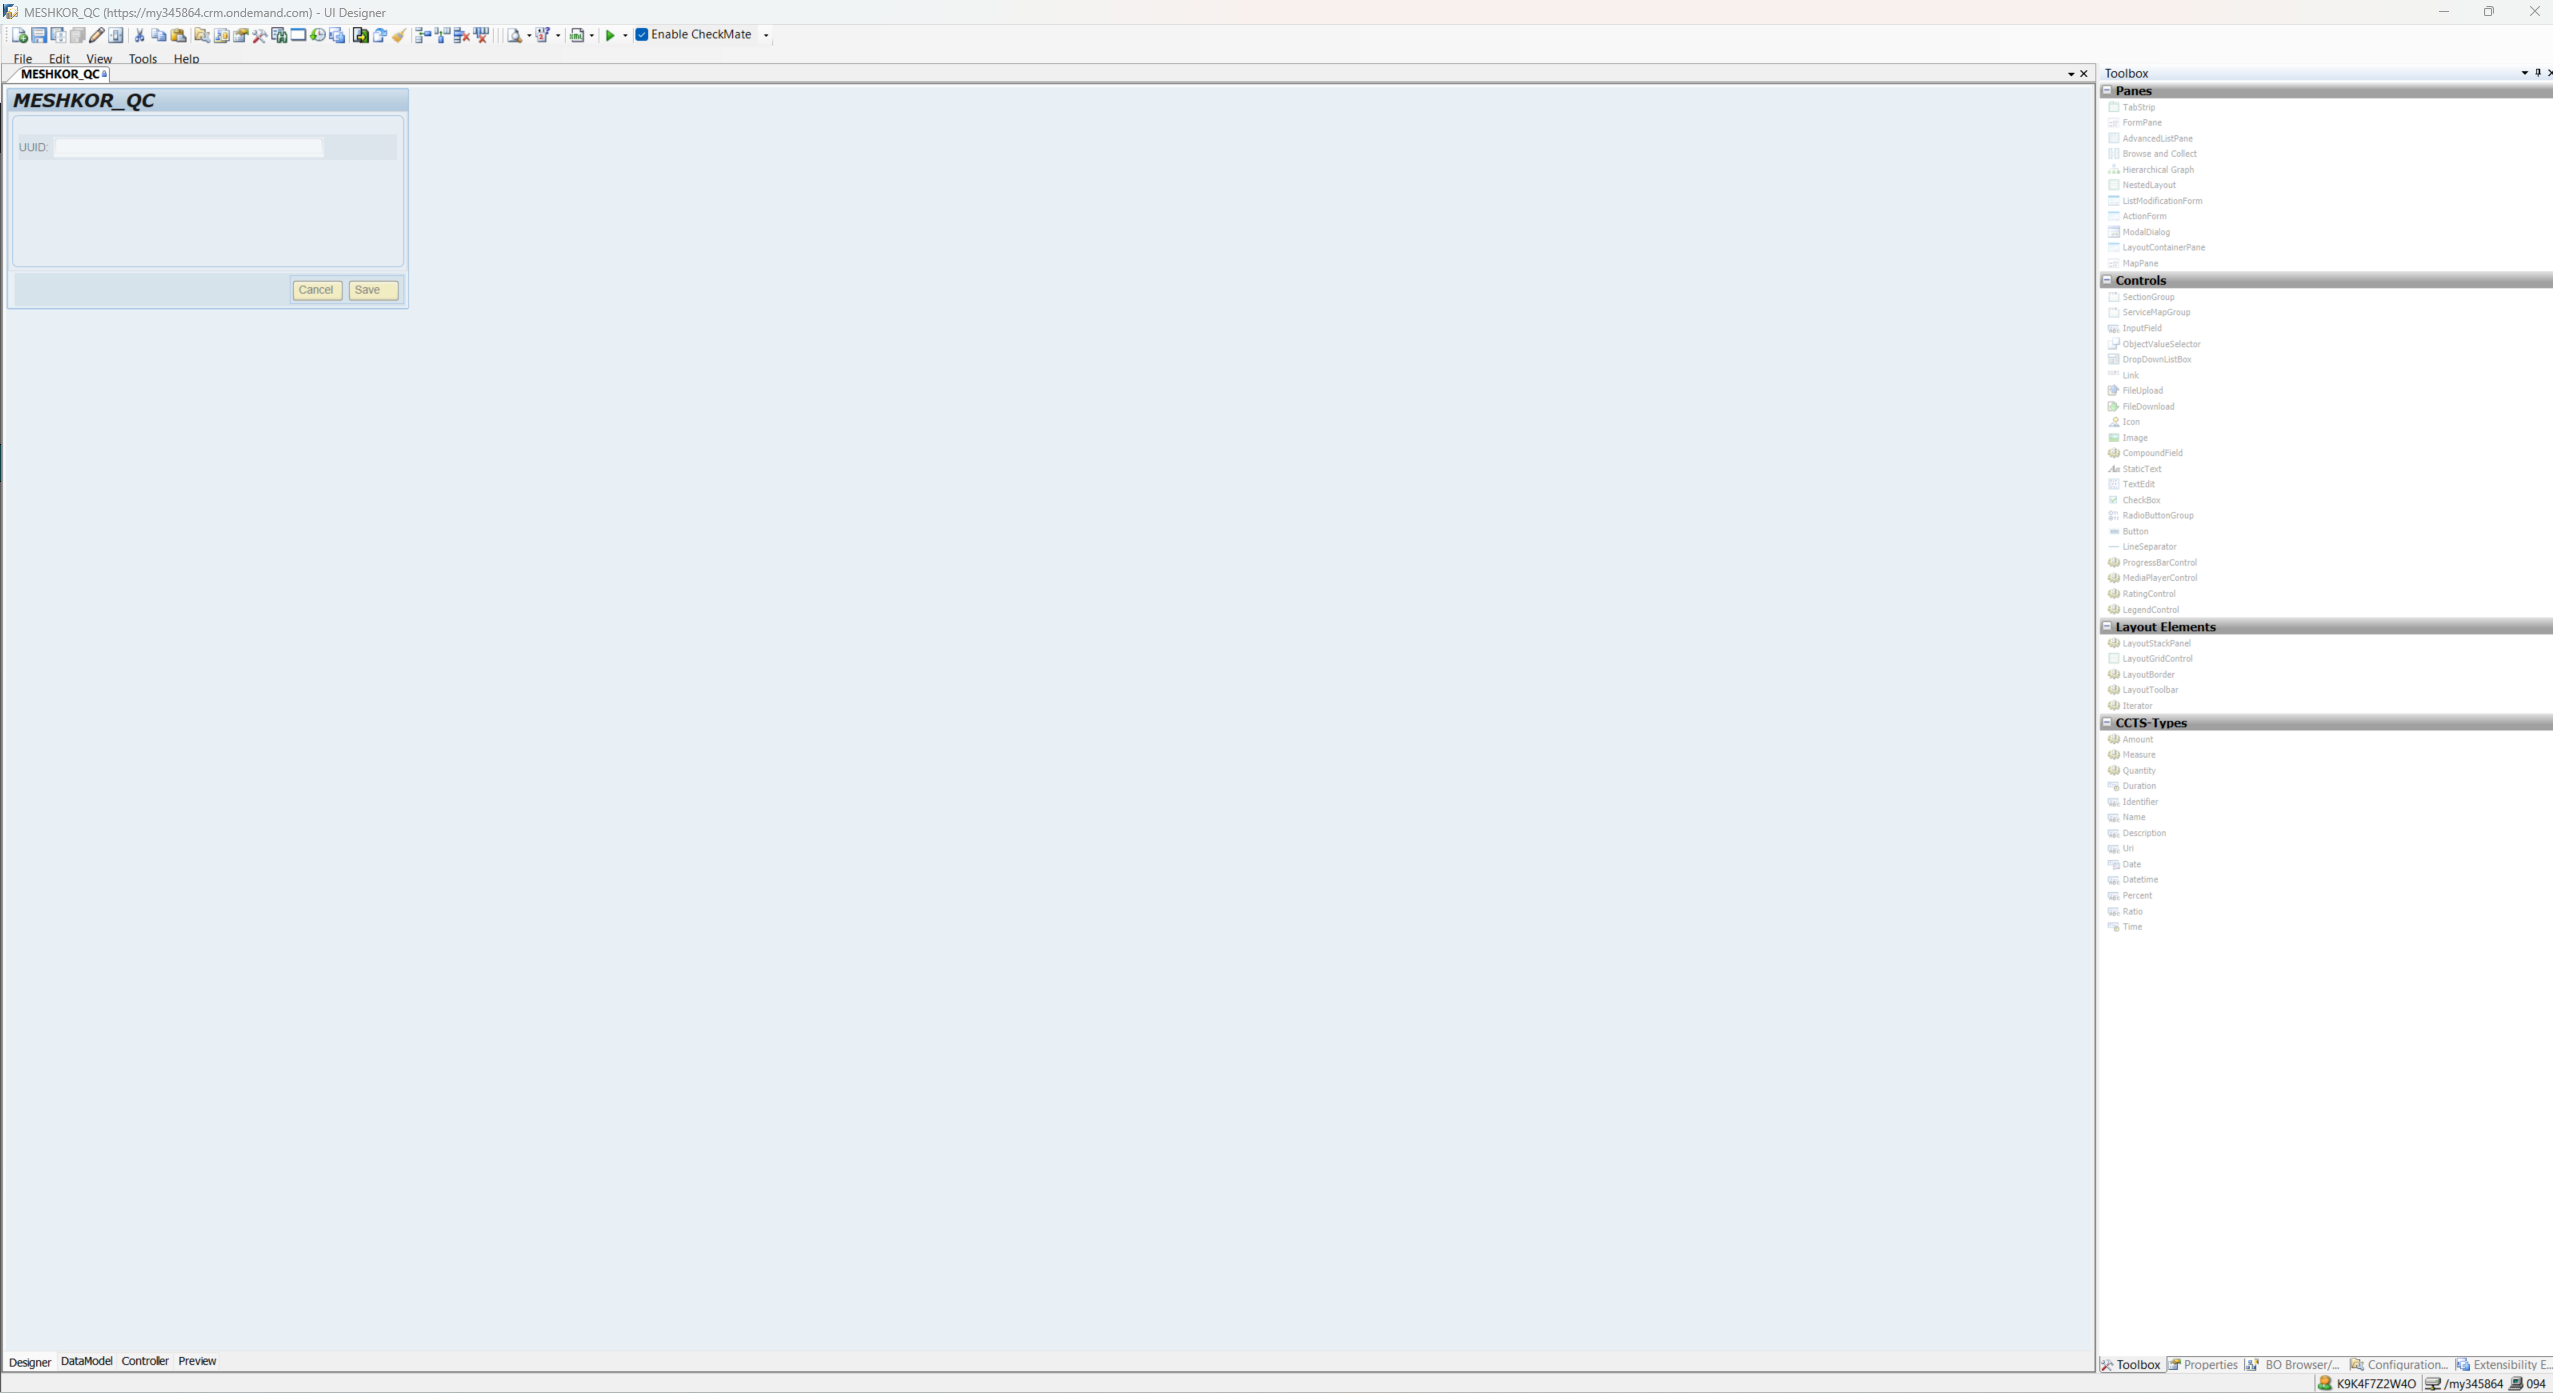 MESHKOR_QC (https://my345864.crm.ondemand.com) - UI Designer
Enable CheckMate
File Edit View Tools Help
MESHKOR_QC
MESHKOR_QC
UUID:
Cancel Save
Designer DataModel Controller Preview
Toolbox
Panes
TabStrip
FormPane
AdvancedListPane
Browse and Collect
Hierarchical Graph
NestedLayout
ListModificationForm
ActionForm
ModalDialog
LayoutContainerPane
MapPane
Controls
SectionGroup
ServiceMapGroup
InputField
ObjectValueSelector
DropDownListBox
Link
FileUpload
FileDownload
Icon
Image
CompoundField
StaticText
TextEdit
CheckBox
RadioButtonGroup
Button
LineSeparator
ProgressBarControl
MediaPlayerControl
RatingControl
LegendControl
Layout Elements
LayoutStackPanel
LayoutGridControl
LayoutBorder
LayoutToolbar
Iterator
CCTS-Types
Amount
Measure
Quantity
Duration
Identifier
Name
Description
Uri
Date
Datetime
Percent
Ratio
Time
Toolbox Properties BO Browser/... Configuration... Extensibility E...
K9K4F7Z2W4O /my345864 094